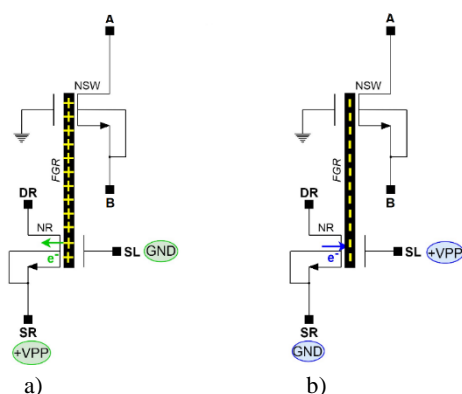 A
NSW
FGR
B
DR
NR
e-
SL GND
SR
+VPP
a)
A
NSW
FGR
B
DR
NR
e-
SL +VPP
SR
GND
b)